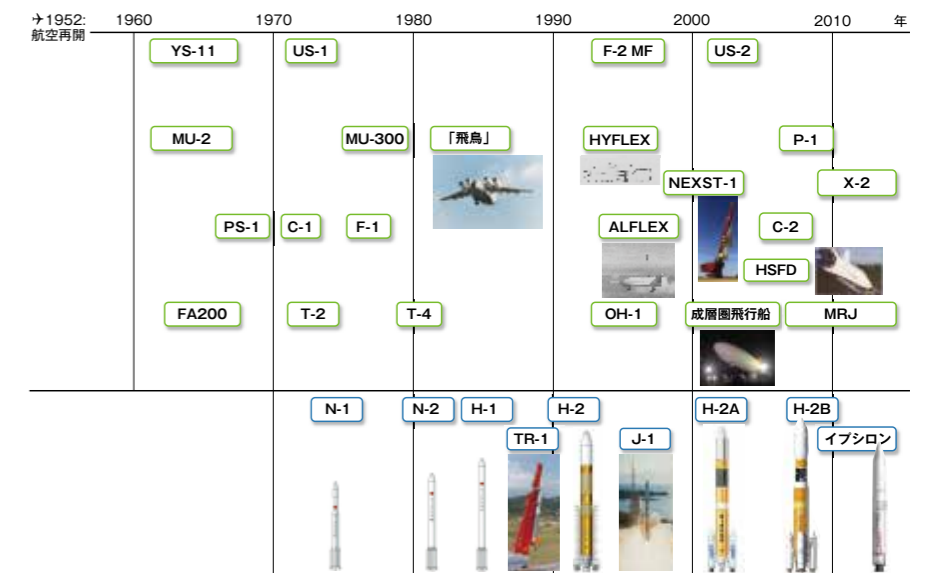 ✈1952: 1960 1970 1980 1990 2000 2010 年
航空再開
YS-11 US-1 F-2 MF US-2
MU-2 MU-300 「飛鳥」 HYFLEX P-1
NEXST-1 X-2
PS-1 C-1 F-1 ALFLEX C-2
HSFD
FA200 T-2 T-4 OH-1 成層圏飛行船 MRJ
N-1 N-2 H-1 H-2 H-2A H-2B
TR-1 J-1 イプシロン